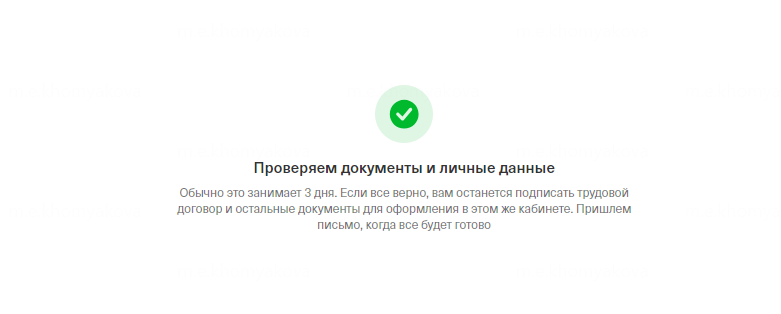 Проверяем документы и личные данные
Обычно это занимает 3 дня. Если все верно, вам останется подписать трудовой
договор и остальные документы для оформления в этом же кабинете. Пришлем
письмо, когда все будет готово